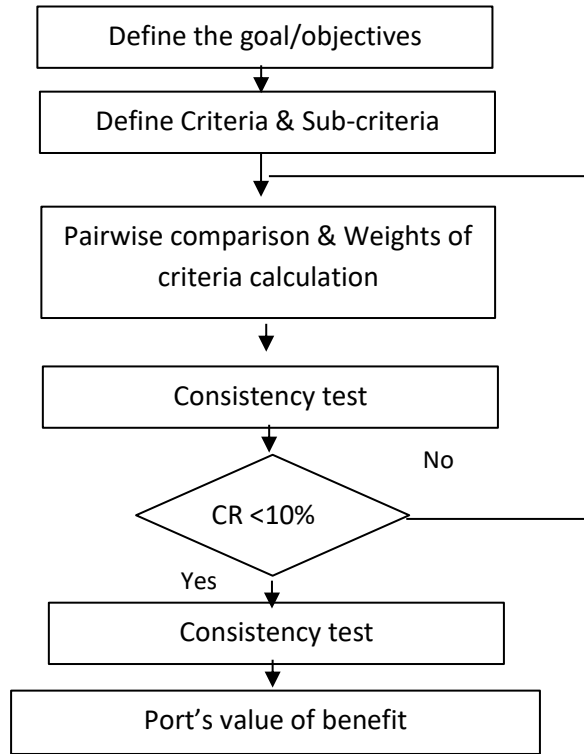 Define the goal/objectives
Define Criteria & Sub-criteria
Pairwise comparison & Weights of
criteria calculation
Consistency test
No
CR <10%
Yes
Consistency test
Port’s value of benefit